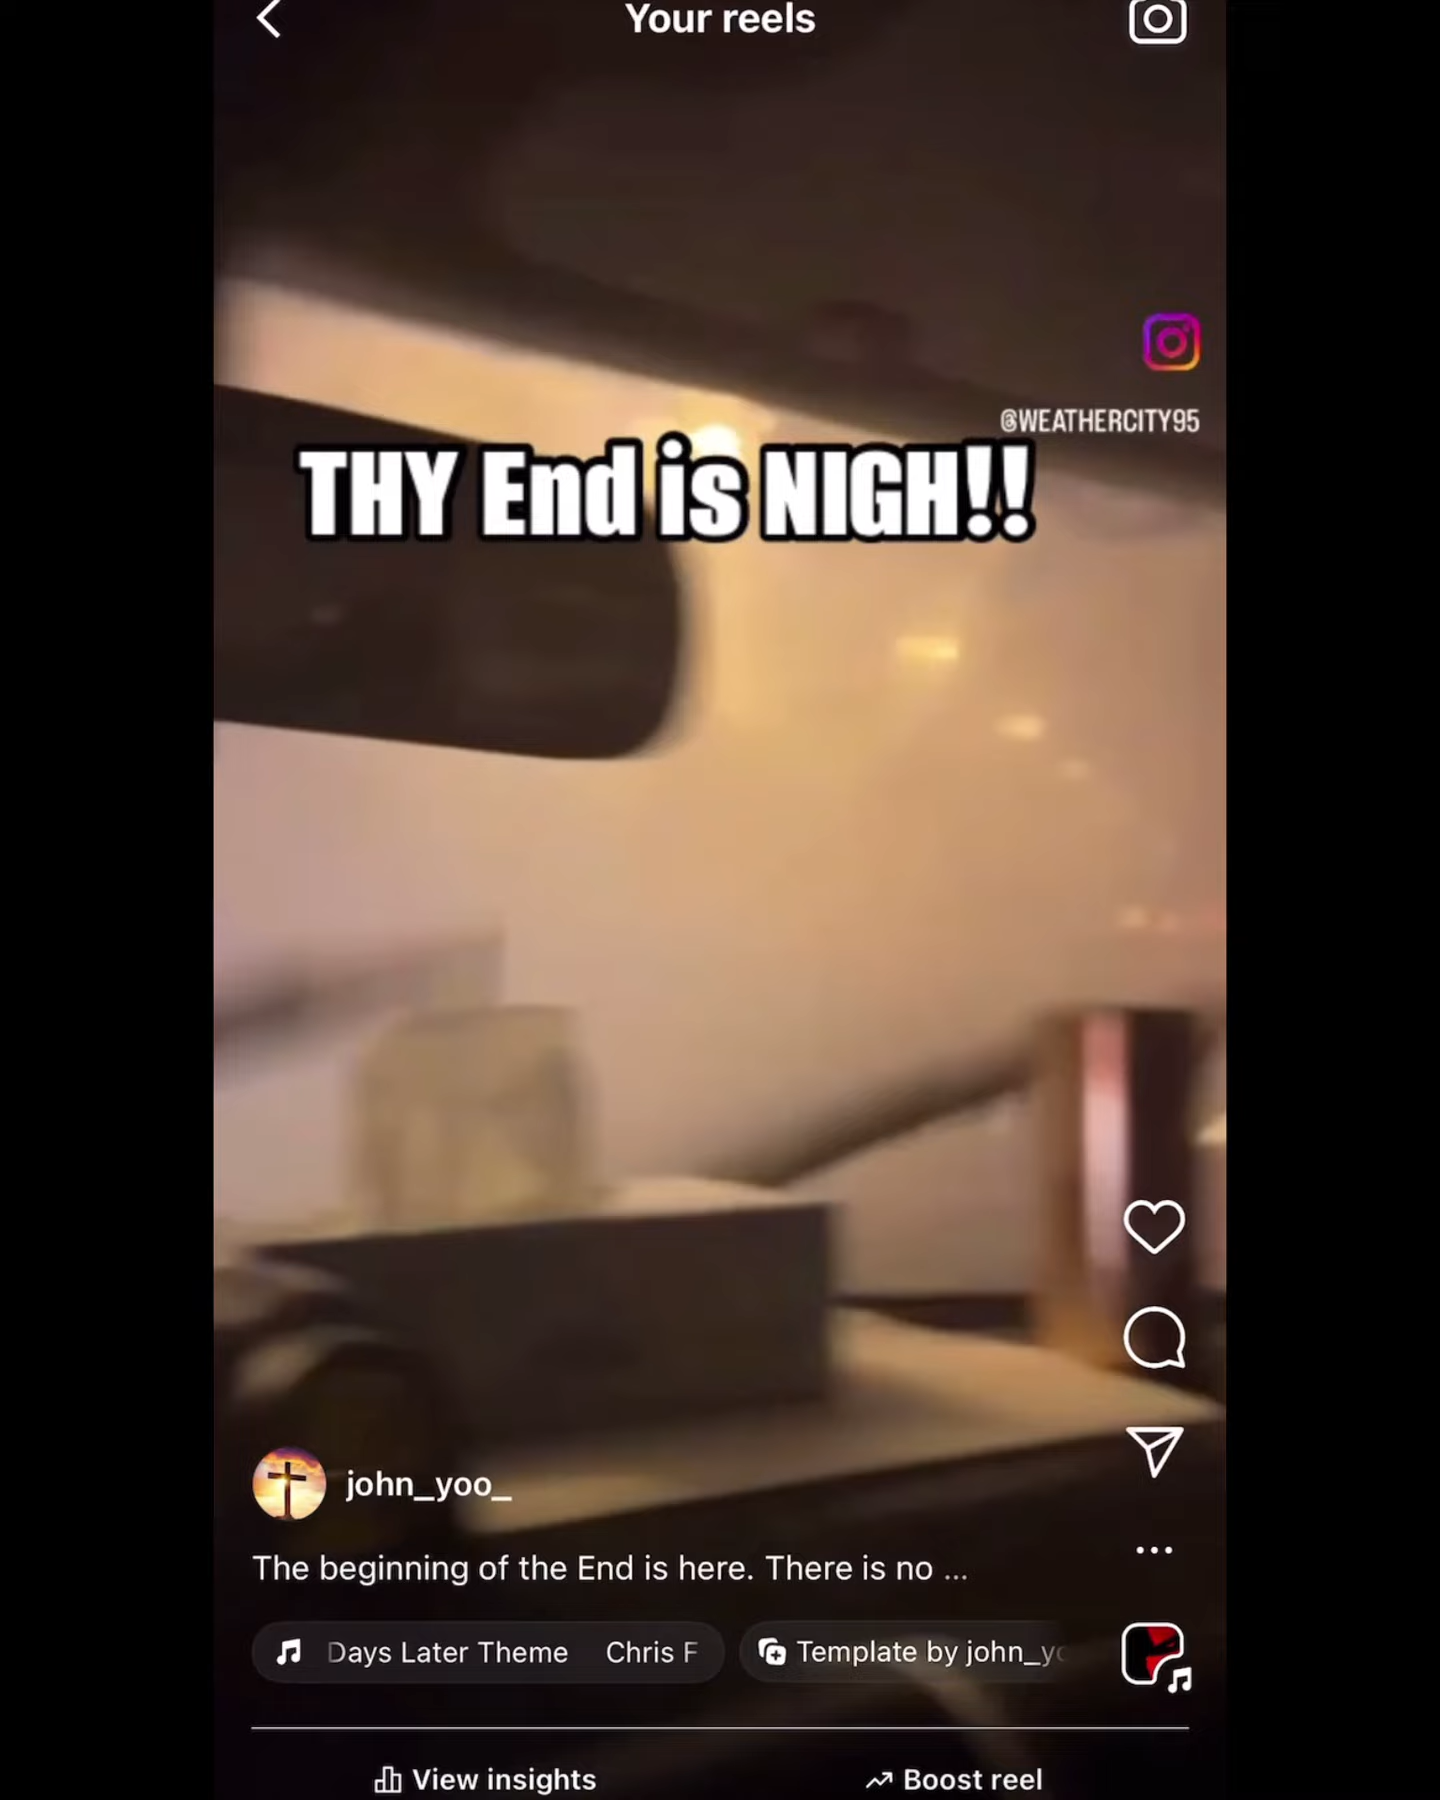 Your reels
@WEATHERCITY95
THY End is NIGH!!
john_yoo_
The beginning of the End is here. There is no ...
Days Later Theme Chris F
Template by john_yo
View insights
Boost reel